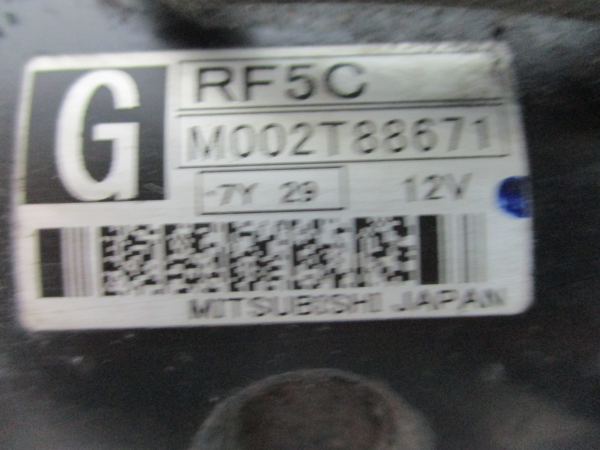 G
RF5C
M002T88671
-7Y 29
12V
MITSUBISHI JAPAN